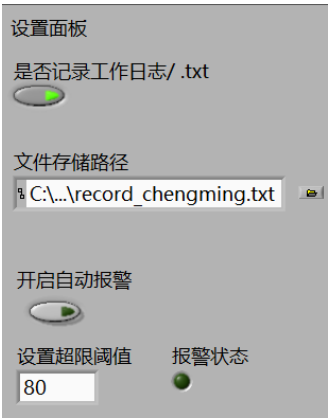 设置面板
是否记录工作日志/ .txt
文件存储路径
C:\...\record_chengming.txt
开启自动报警
设置超限阈值 报警状态
80